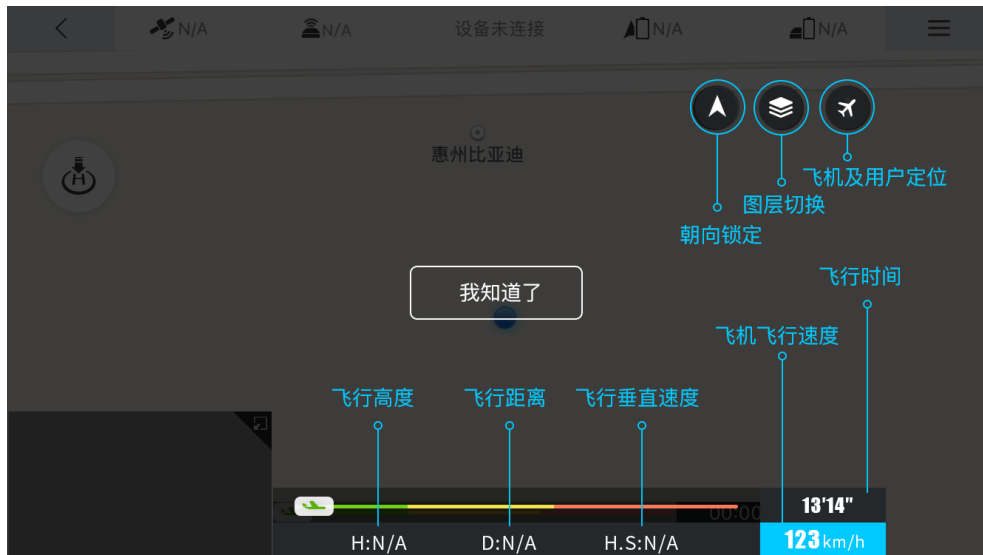 N/A
N/A
设备未连接
N/A
N/A
惠州比亚迪
H
飞机及用户定位
图层切换
朝向锁定
飞行时间
我知道了
飞机飞行速度
飞行高度
飞行距离
飞行垂直速度
13'14"
00:00
H:N/A
D:N/A
H.S:N/A
123km/h